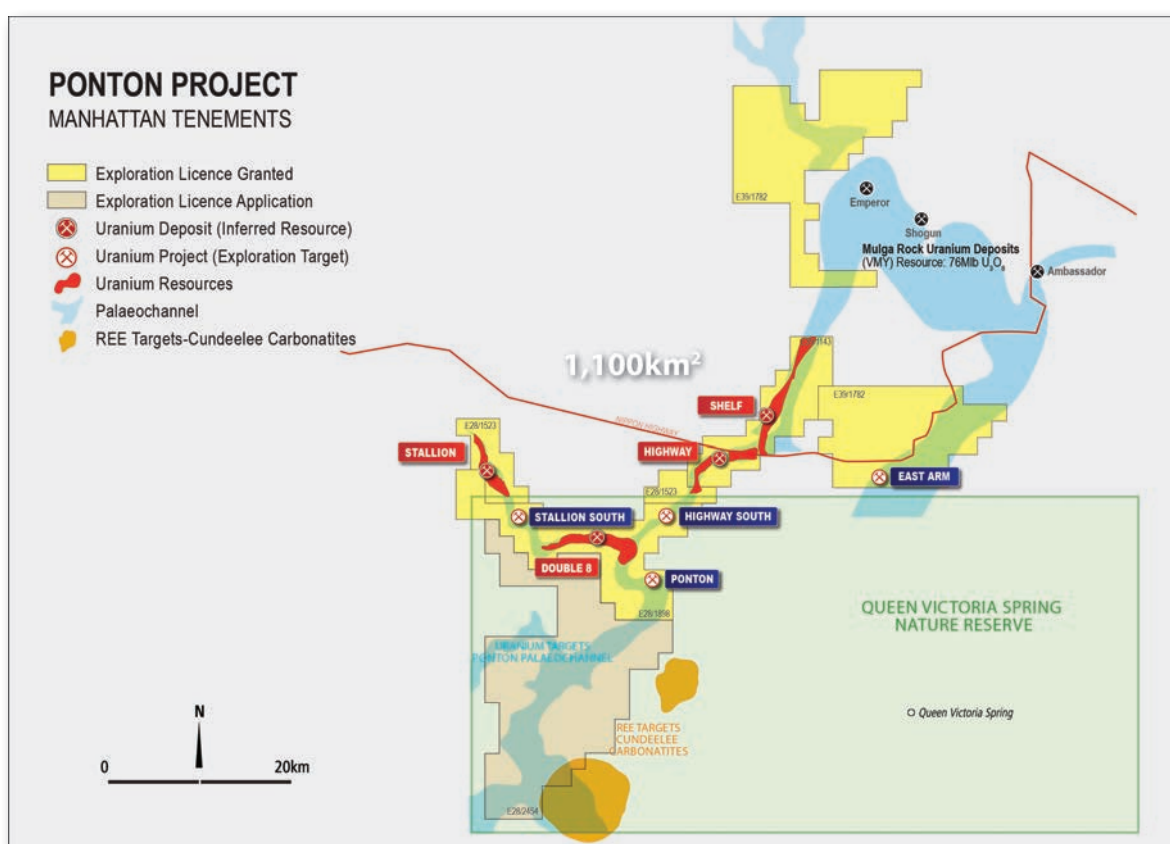 PONTON PROJECT
MANHATTAN TENEMENTS
Exploration Licence Granted
Exploration Licence Application
Uranium Deposit (Inferred Resource)
Uranium Project (Exploration Target)
Uranium Resources
Palaeochannel
REE Targets-Cundeelee Carbonatites
E39/1782
Emperor
Shogun
Mulga Rock Uranium Deposits
(VMY) Resource: 76Mlb U3O8
Ambassador
1,100km²
E39/1782
SHELF
NIPPON HIGHWAY
E28/1523
STALLION
HIGHWAY
EAST ARM
E28/1523
STALLION SOUTH
HIGHWAY SOUTH
DOUBLE 8
PONTON
E28/1898
QUEEN VICTORIA SPRING
NATURE RESERVE
URANIUM TARGETS
PONTON PALAEOCHANNEL
Queen Victoria Spring
REE TARGETS
CUNDEELEE
CARBONATITES
N
0 20km
E28/2454